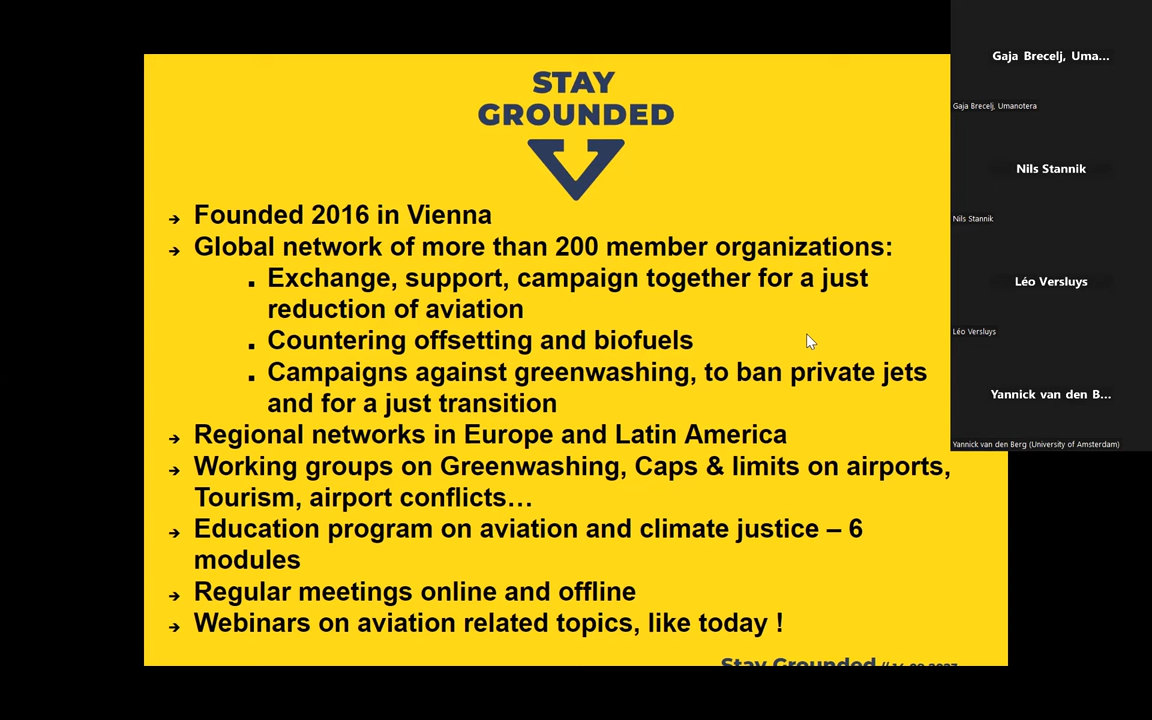 STAY
GROUNDED
➔ Founded 2016 in Vienna
➔ Global network of more than 200 member organizations:
▪ Exchange, support, campaign together for a just
reduction of aviation
▪ Countering offsetting and biofuels
▪ Campaigns against greenwashing, to ban private jets
and for a just transition
➔ Regional networks in Europe and Latin America
➔ Working groups on Greenwashing, Caps & limits on airports,
Tourism, airport conflicts…
➔ Education program on aviation and climate justice – 6
modules
➔ Regular meetings online and offline
➔ Webinars on aviation related topics, like today !
Stay Grounded //
Gaja Brecelj, Uma...
Gaja Brecelj, Umanotera
Nils Stannik
Nils Stannik
Léo Versluys
Léo Versluys
Yannick van den B...
Yannick van den Berg (University of Amsterdam)